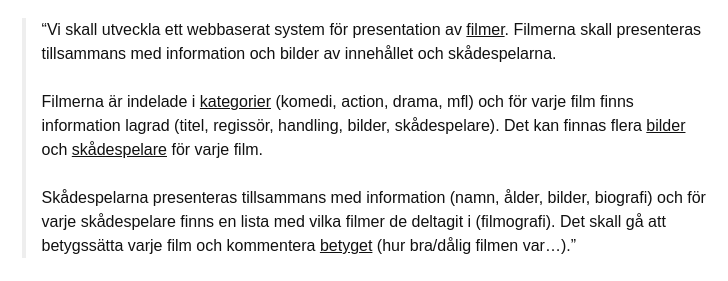 “Vi skall utveckla ett webbaserat system för presentation av filmer. Filmerna skall presenteras
tillsammans med information och bilder av innehållet och skådespelarna.
Filmerna är indelade i kategorier (komedi, action, drama, mfl) och för varje film finns
information lagrad (titel, regissör, handling, bilder, skådespelare). Det kan finnas flera bilder
och skådespelare för varje film.
Skådespelarna presenteras tillsammans med information (namn, ålder, bilder, biografi) och för
varje skådespelare finns en lista med vilka filmer de deltagit i (filmografi). Det skall gå att
betygssätta varje film och kommentera betyget (hur bra/dålig filmen var…).”